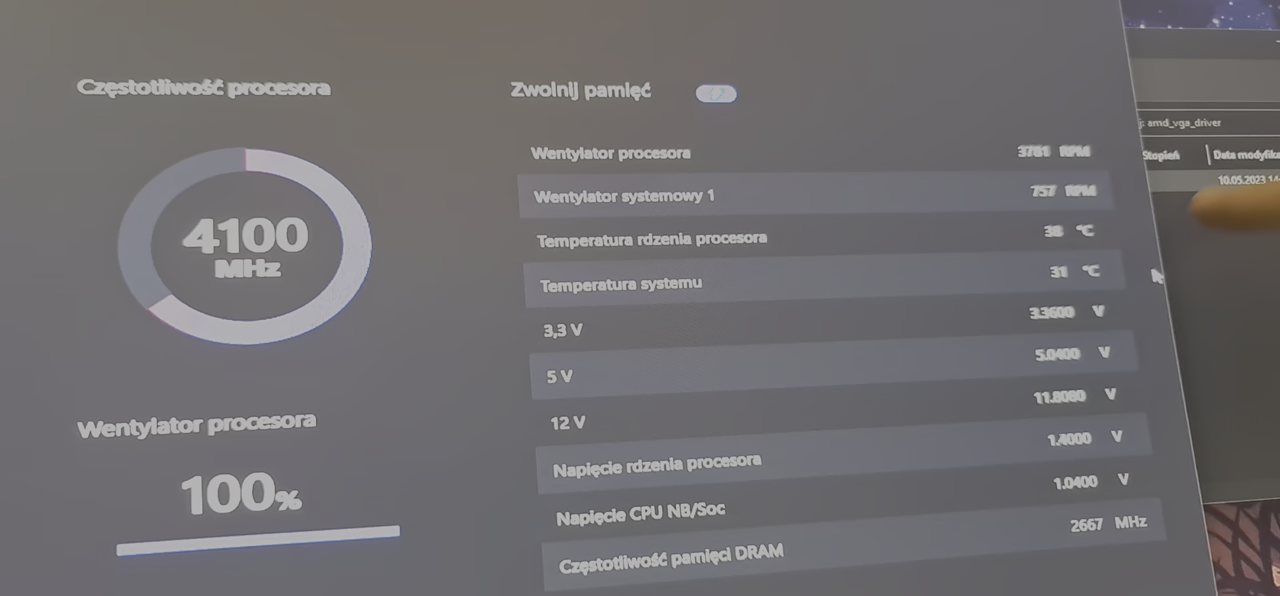 Częstotliwość procesora
4100
MHz
Wentylator procesora
100%
Zwolnij pamięć
Wentylator procesora 3781 RPM
Wentylator systemowy 1 757 RPM
Temperatura rdzenia procesora 38 °C
Temperatura systemu 31 °C
3,3 V 3.3600 V
5 V 5.0400 V
12 V 11.8080 V
Napięcie rdzenia procesora 1.4000 V
Napięcie CPU NB/Soc 1.0400 V
Częstotliwość pamięci DRAM 2667 MHz
amd_vga_driver
Stopień Data modyfika
10.05.2023 14